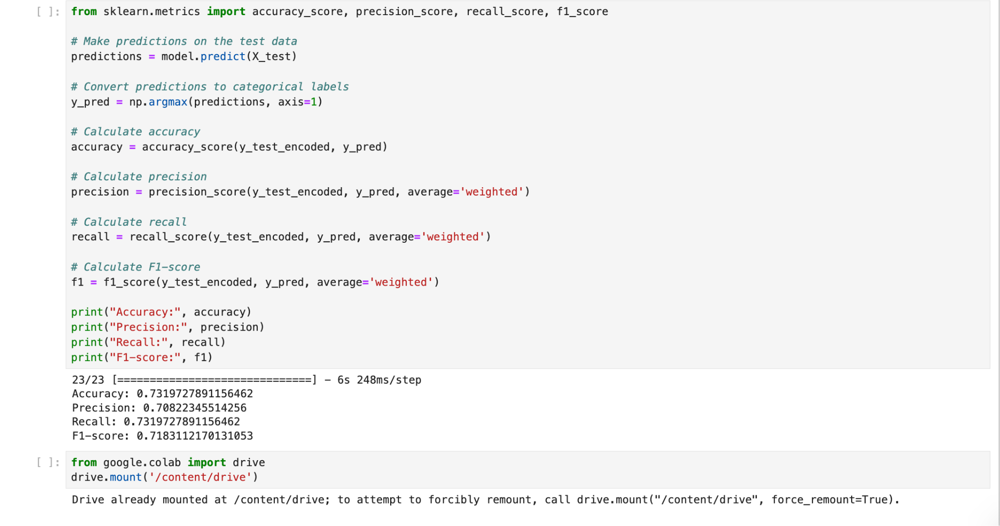 [ ]: from sklearn.metrics import accuracy_score, precision_score, recall_score, f1_score
# Make predictions on the test data
predictions = model.predict(X_test)
# Convert predictions to categorical labels
y_pred = np.argmax(predictions, axis=1)
# Calculate accuracy
accuracy = accuracy_score(y_test_encoded, y_pred)
# Calculate precision
precision = precision_score(y_test_encoded, y_pred, average='weighted')
# Calculate recall
recall = recall_score(y_test_encoded, y_pred, average='weighted')
# Calculate F1-score
f1 = f1_score(y_test_encoded, y_pred, average='weighted')
print("Accuracy:", accuracy)
print("Precision:", precision)
print("Recall:", recall)
print("F1-score:", f1)
23/23 [==============================] - 6s 248ms/step
Accuracy: 0.7319727891156462
Precision: 0.70822345514256
Recall: 0.7319727891156462
F1-score: 0.7183112170131053
[ ]: from google.colab import drive
drive.mount('/content/drive')
Drive already mounted at /content/drive; to attempt to forcibly remount, call drive.mount("/content/drive", force_remount=True).